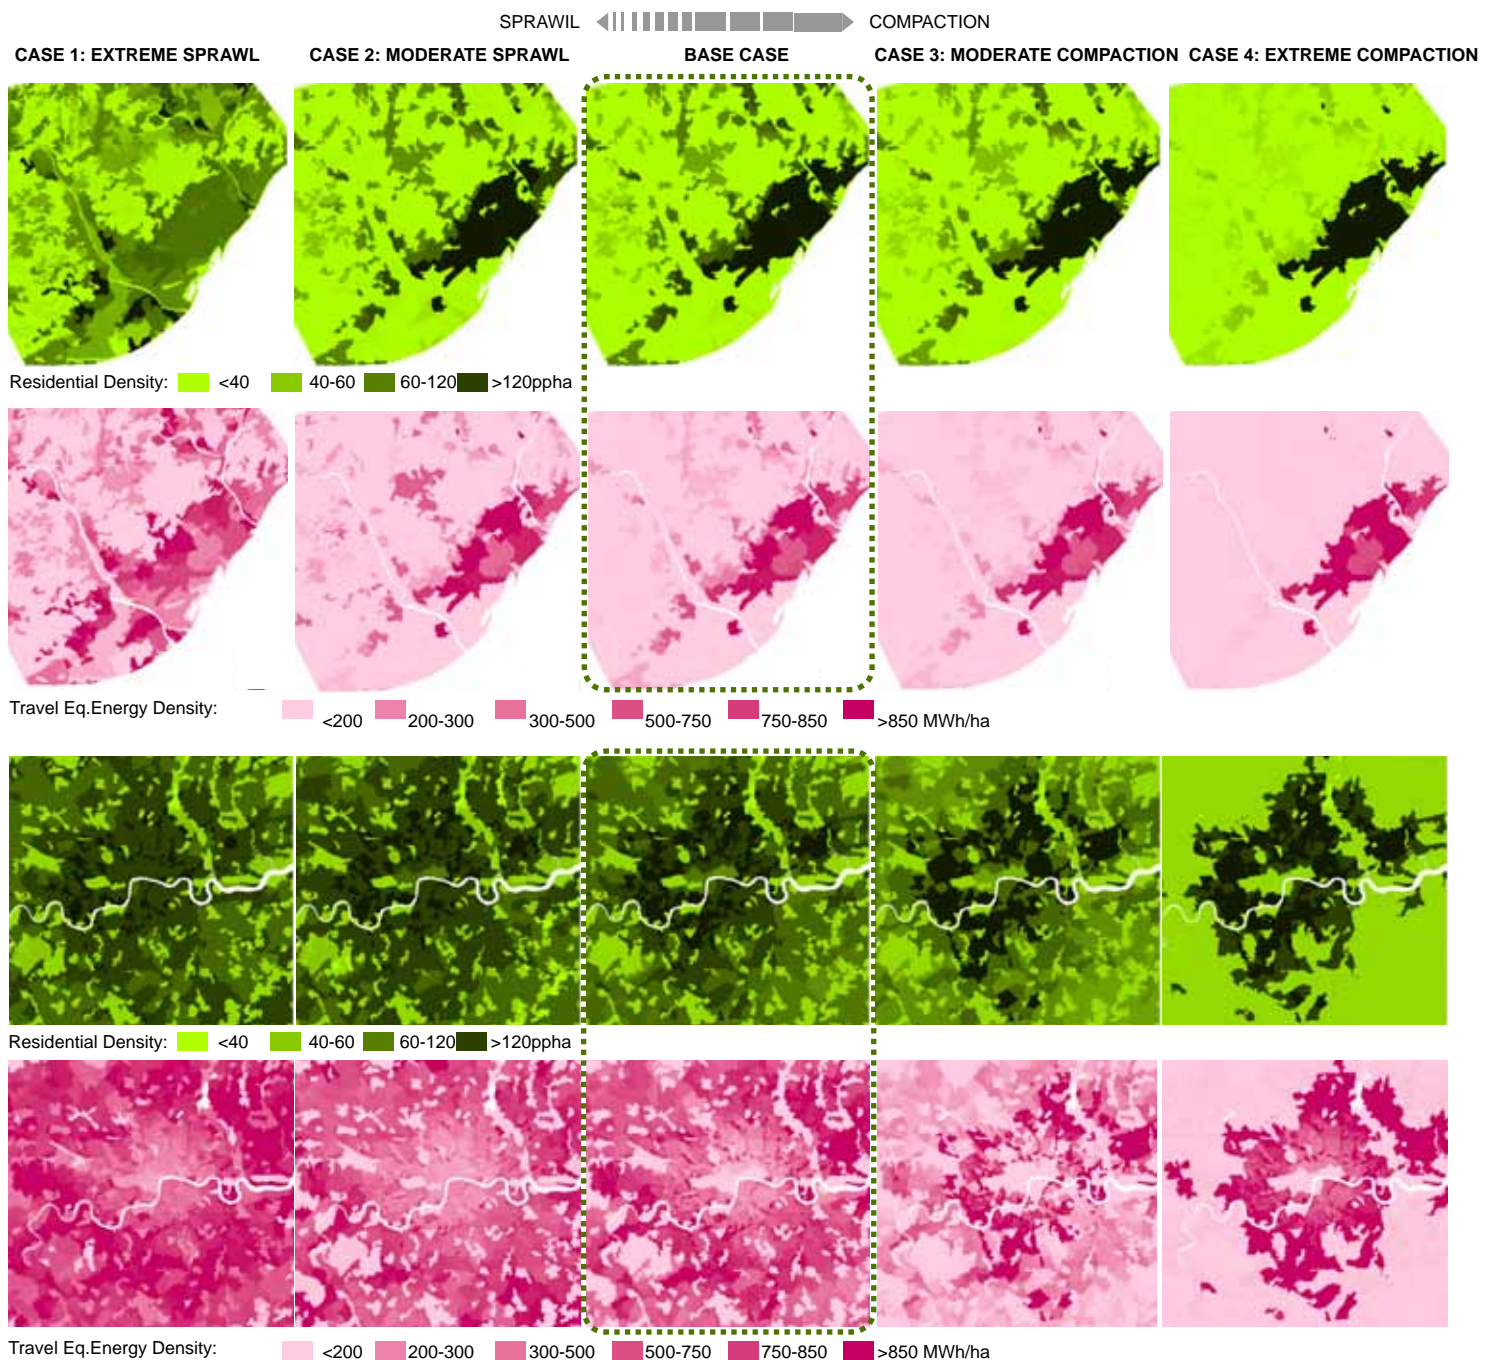 SPRAWIL COMPACTION
CASE 1: EXTREME SPRAWL CASE 2: MODERATE SPRAWL BASE CASE CASE 3: MODERATE COMPACTION CASE 4: EXTREME COMPACTION
Residential Density: <40 40-60 60-120 >120ppha
Travel Eq.Energy Density: <200 200-300 300-500 500-750 750-850 >850 MWh/ha
Residential Density: <40 40-60 60-120 >120ppha
Travel Eq.Energy Density: <200 200-300 300-500 500-750 750-850 >850 MWh/ha